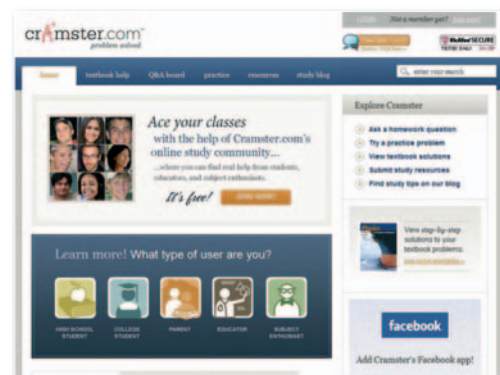 cramster.com
problem solved
LOGIN Not a member yet?
McAfee SECURE
home textbook help Q&A board practice resources study blog
enter your search
Ace your classes
with the help of Cramster.com's
online study community...
...where you can find real help from students,
educators, and subject enthusiasts.
It's free! JOIN NOW!
Explore Cramster
Ask a homework question
Try a practice problem
View textbook solutions
Submit study resources
Find study tips on our blog
View step-by-step
solutions to your
textbook problems.
Learn more! What type of user are you?
HIGH SCHOOL
STUDENT
COLLEGE
STUDENT
PARENT
EDUCATOR
SUBJECT
ENTHUSIAST
facebook
Add Cramster's Facebook app!